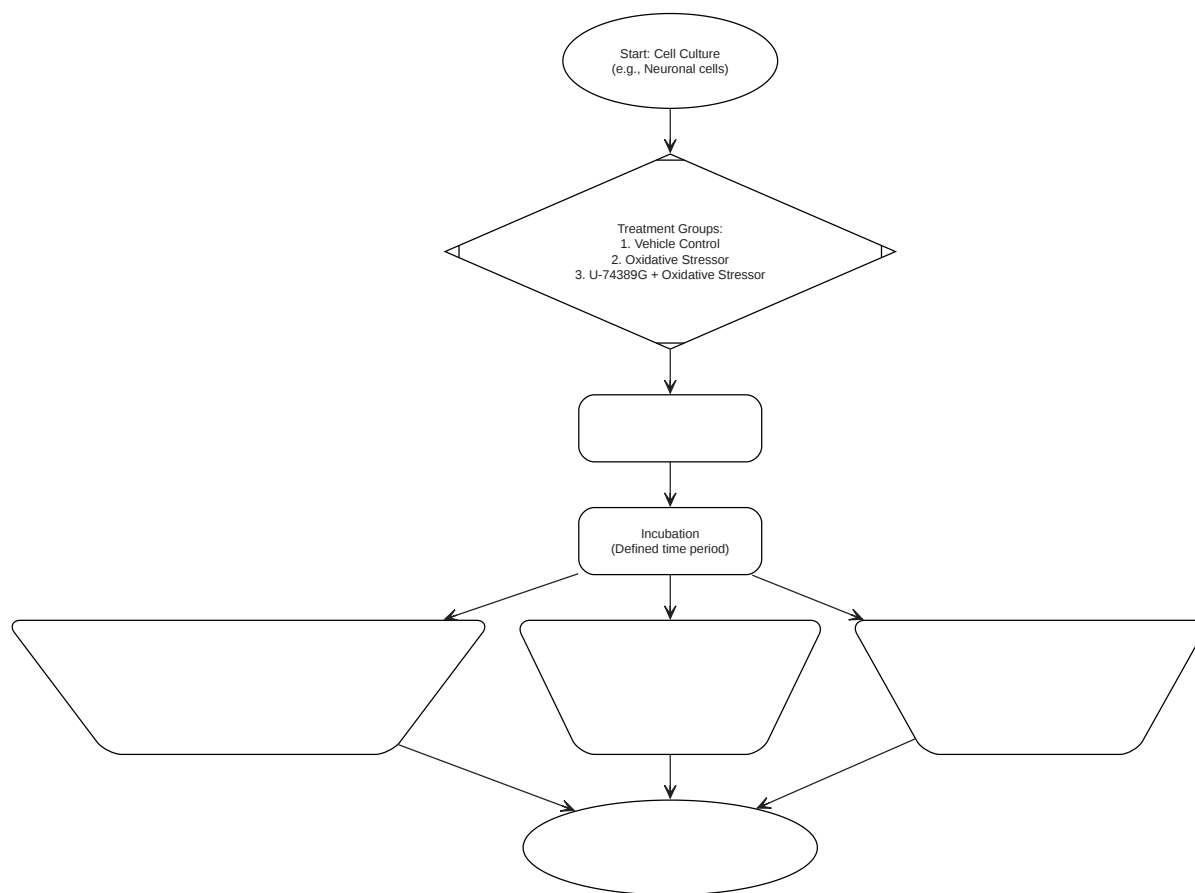 Start: Cell Culture
(e.g., Neuronal cells)
Treatment Groups:
1. Vehicle Control
2. Oxidative Stressor
3. U-74389G + Oxidative Stressor
Incubation
(Defined time period)